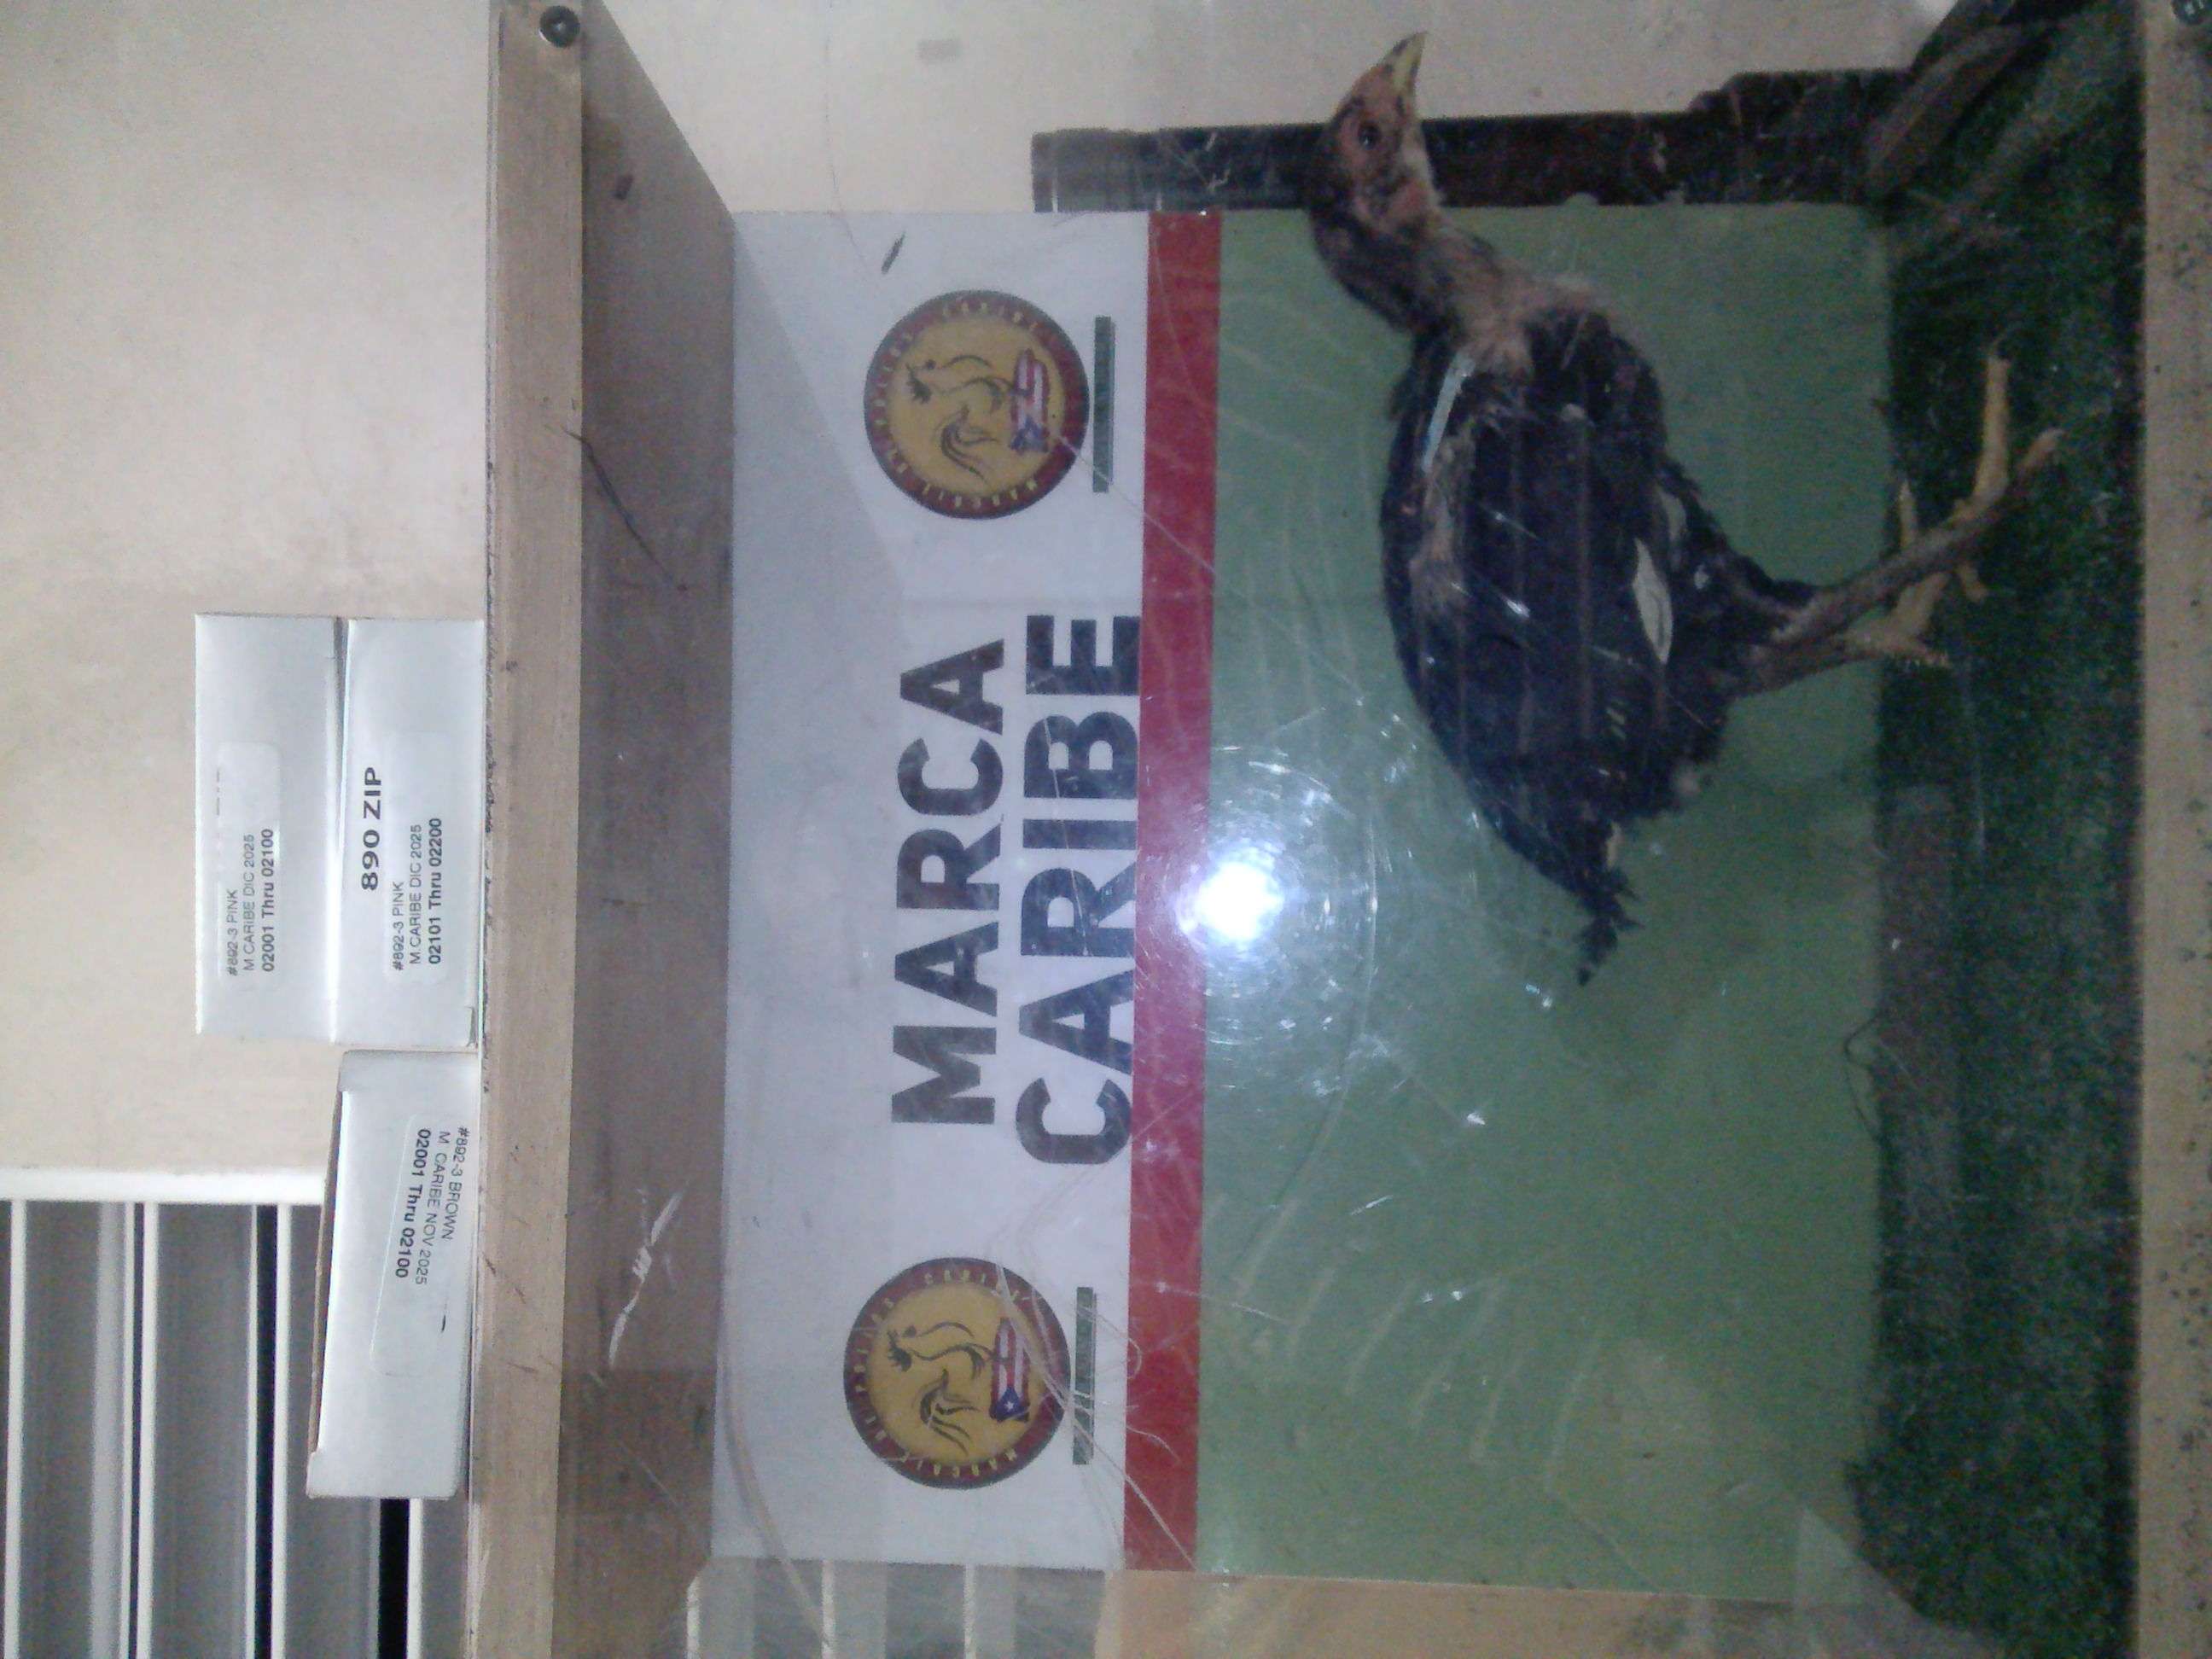 #892-3 PINK
M.CARIBE DIC 2025
02001 Thru 02100
890 ZIP
#892-3 PINK
M.CARIBE DIC 2025
02101 Thru 02200
#892-3 BROWN
M CARIBE NOV 2025
02001 Thru 02100
MARCA
CARIBE